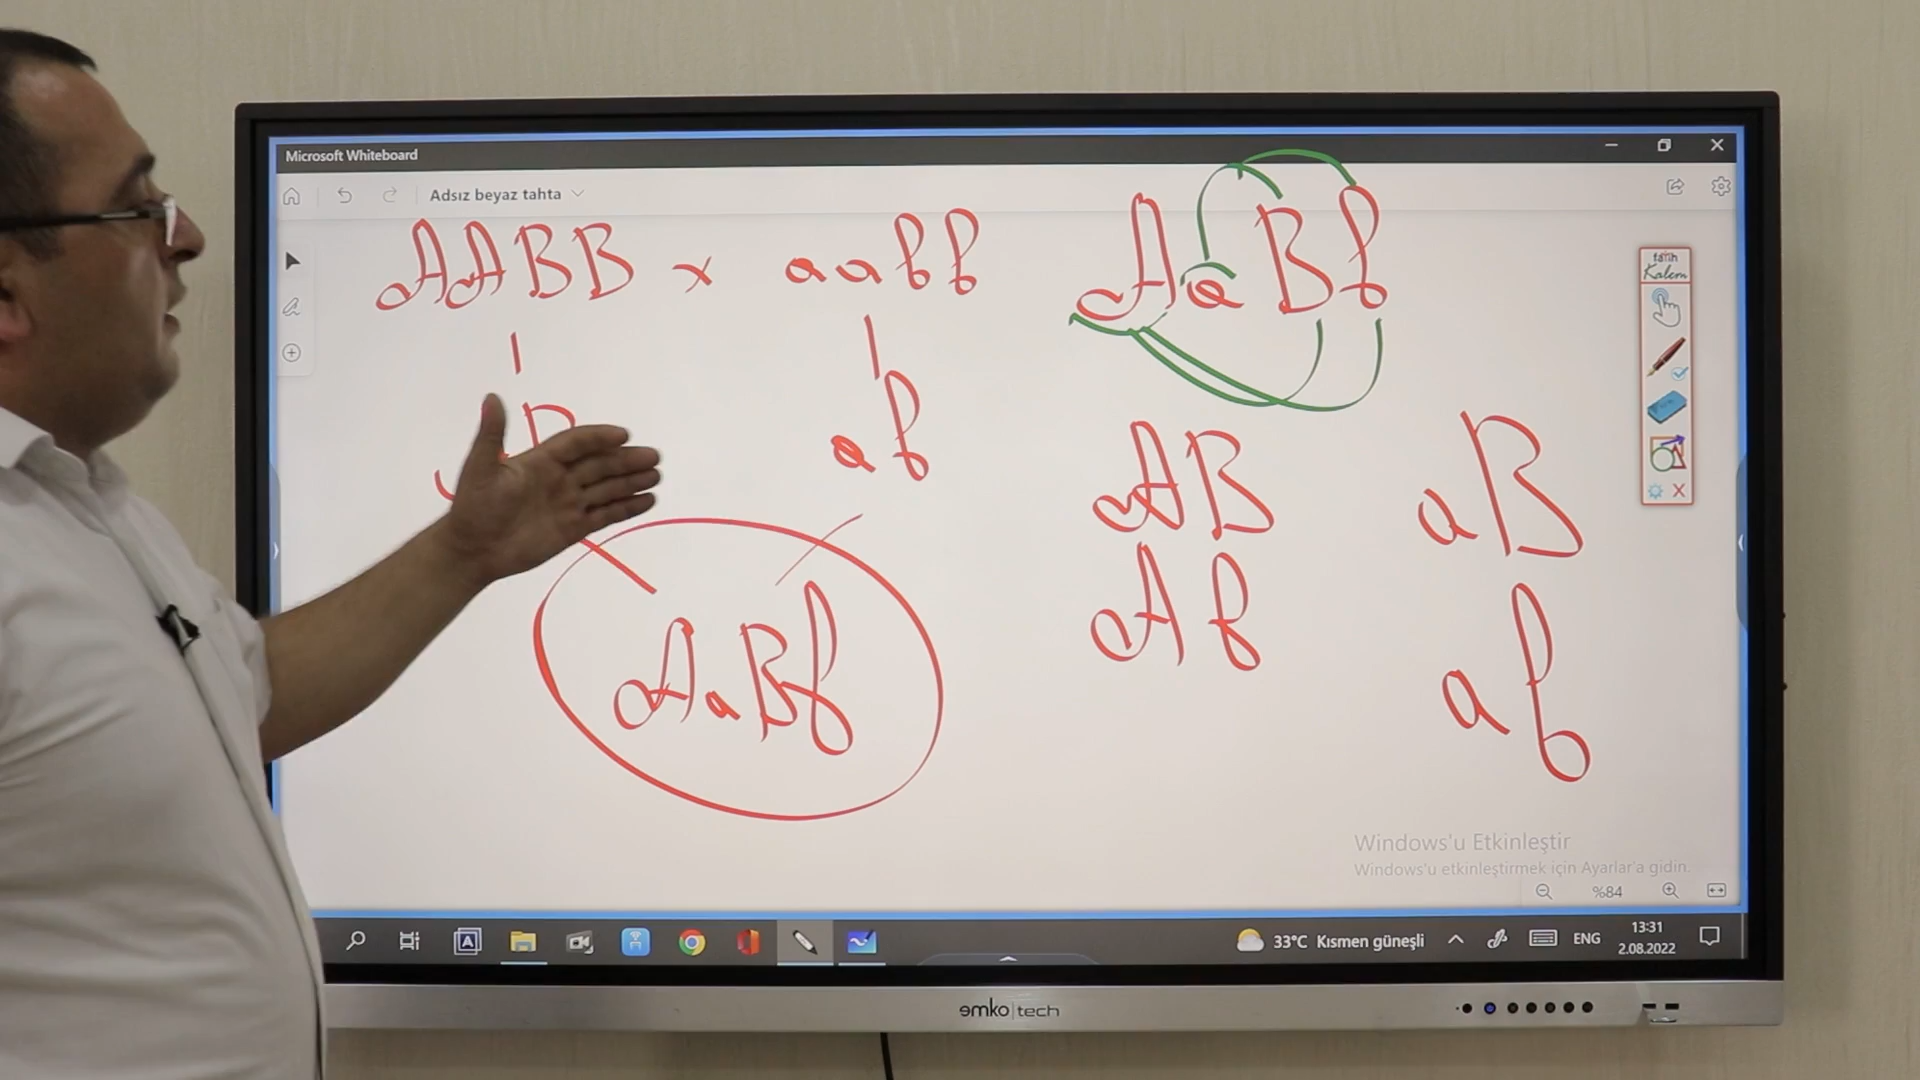 Microsoft Whiteboard
Adsız beyaz tahta
AABB x aabb
AaBb
ab
AB
aB
Ab
ab
AaBb
fatih
Kalem
Windows'u Etkinleştir
Windows'u etkinleştirmek için Ayarlar'a gidin.
%84
33°C Kısmen güneşli
ENG
13:31
2.08.2022
emko|tech